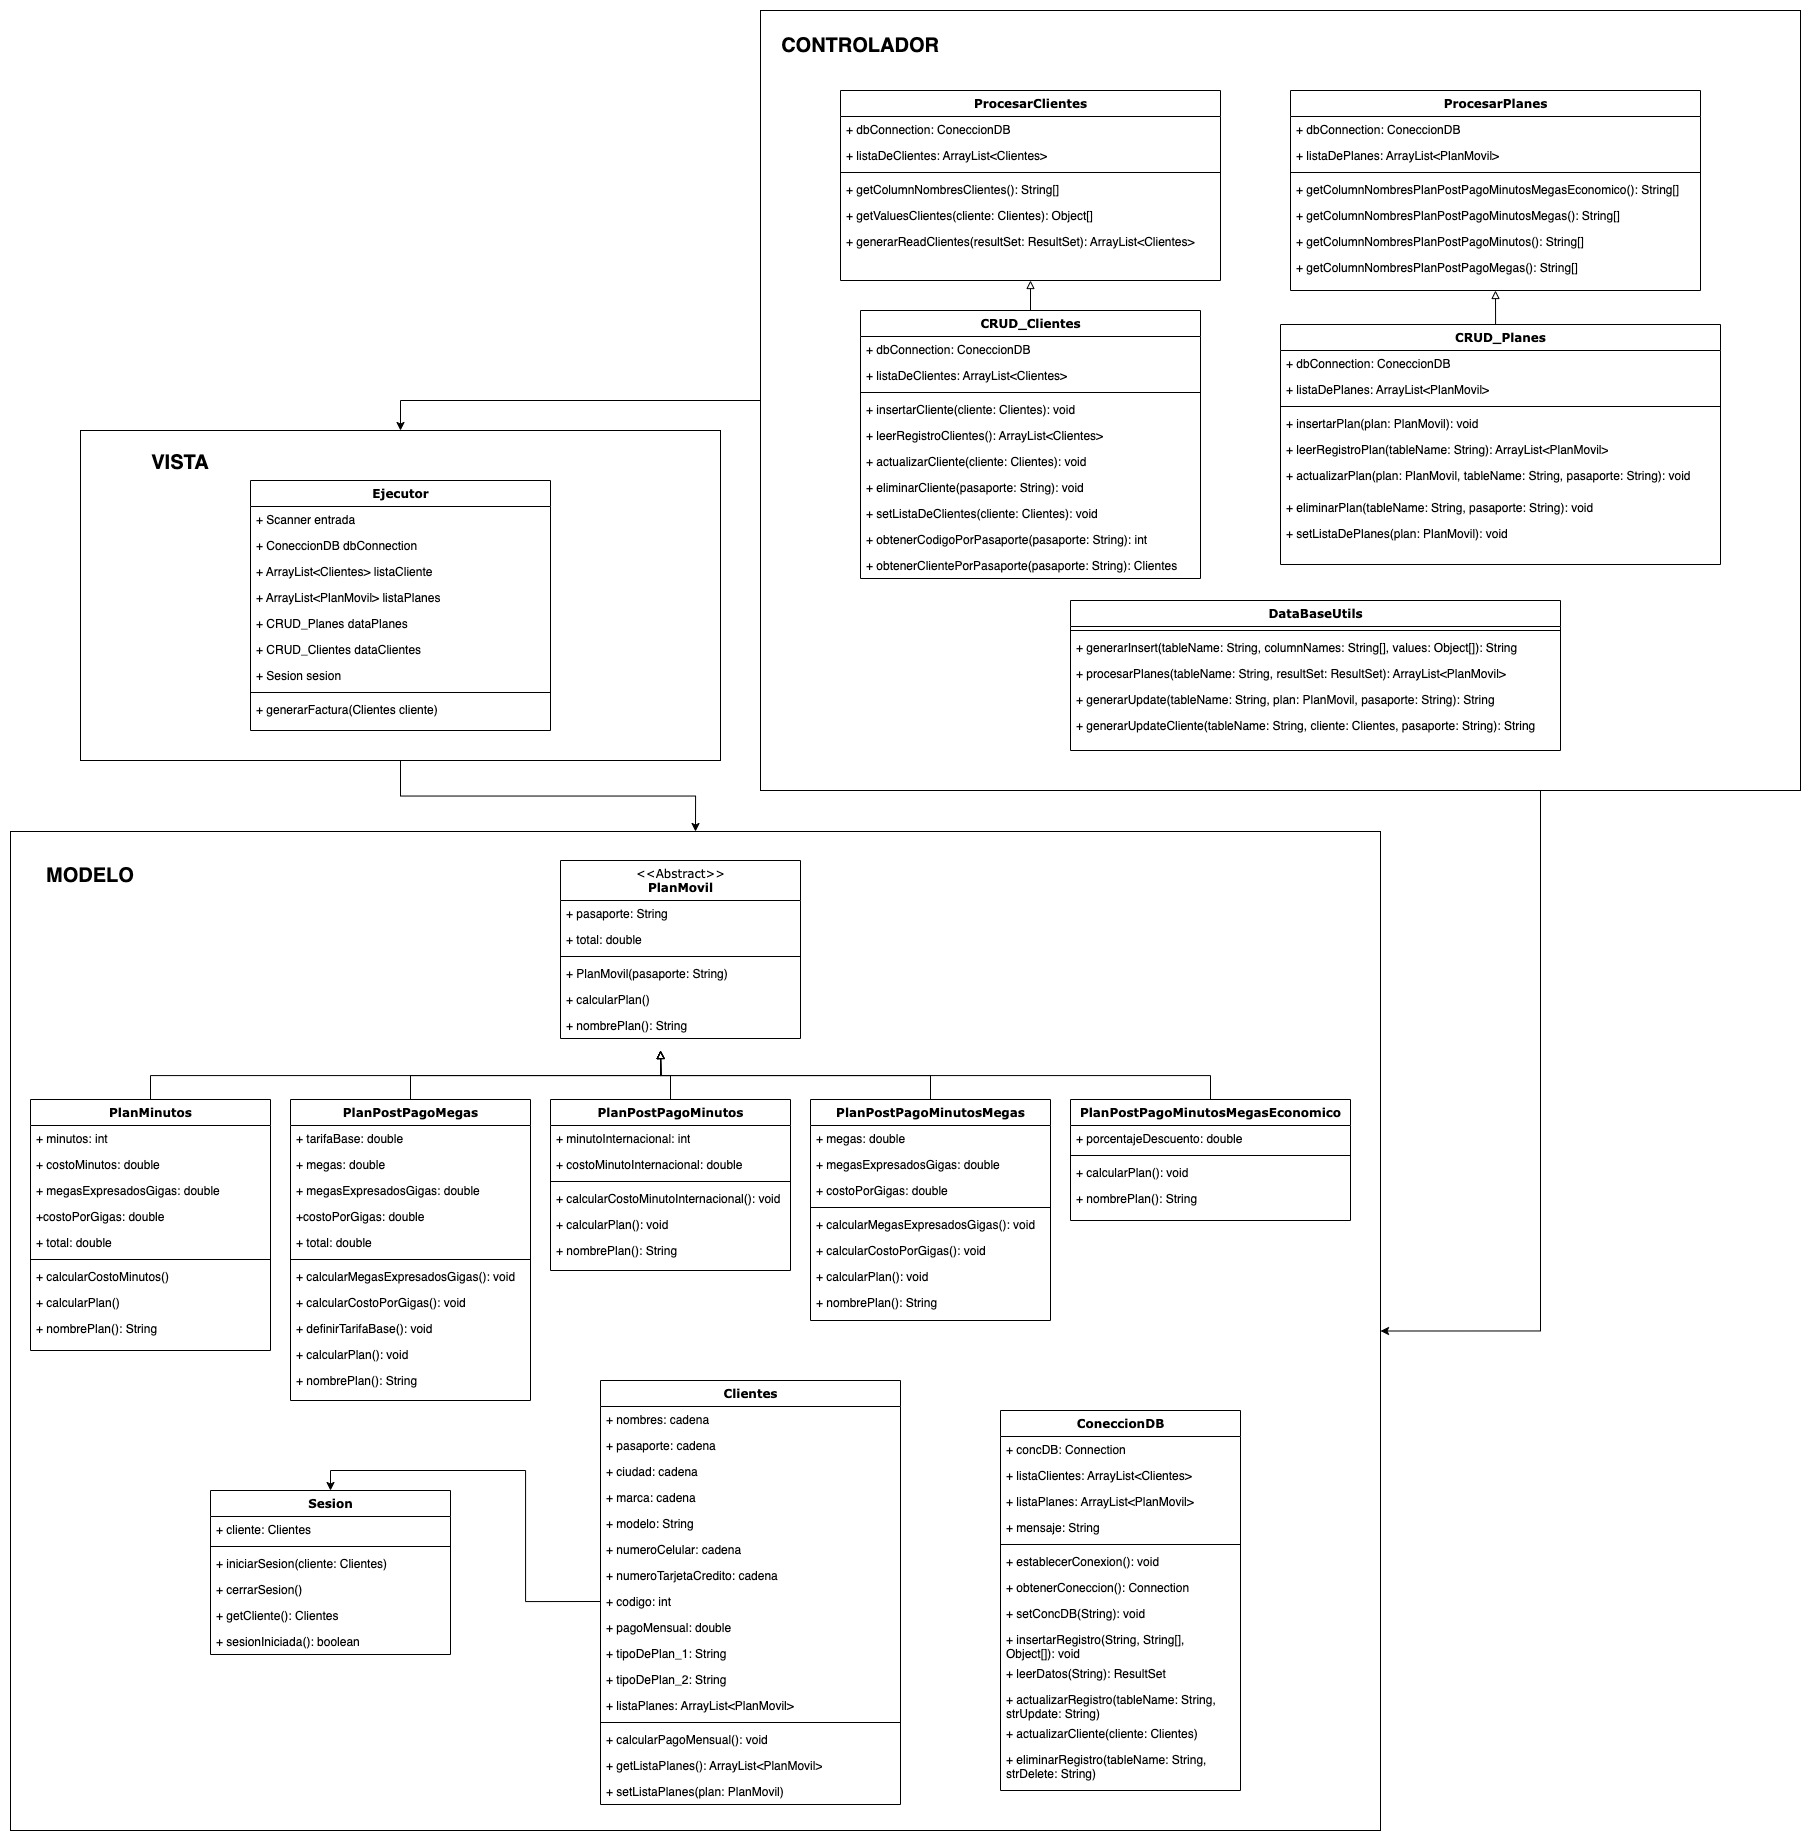 CONTROLADOR
ProcesarClientes
+ dbConnection: ConeccionDB
+ listaDeClientes: ArrayList<Clientes>
+ getColumnNombresClientes(): String[]
+ getValuesClientes(cliente: Clientes): Object[]
+ generarReadClientes(resultSet: ResultSet): ArrayList<Clientes>
ProcesarPlanes
+ dbConnection: ConeccionDB
+ listaDePlanes: ArrayList<PlanMovil>
+ getColumnNombresPlanPostPagoMinutosMegasEconomico(): String[]
+ getColumnNombresPlanPostPagoMinutosMegas(): String[]
+ getColumnNombresPlanPostPagoMinutos(): String[]
+ getColumnNombresPlanPostPagoMegas(): String[]
CRUD_Clientes
+ dbConnection: ConeccionDB
+ listaDeClientes: ArrayList<Clientes>
+ insertarCliente(cliente: Clientes): void
+ leerRegistroClientes(): ArrayList<Clientes>
+ actualizarCliente(cliente: Clientes): void
+ eliminarCliente(pasaporte: String): void
+ setListaDeClientes(cliente: Clientes): void
+ obtenerCodigoPorPasaporte(pasaporte: String): int
+ obtenerClientePorPasaporte(pasaporte: String): Clientes
CRUD_Planes
+ dbConnection: ConeccionDB
+ listaDePlanes: ArrayList<PlanMovil>
+ insertarPlan(plan: PlanMovil): void
+ leerRegistroPlan(tableName: String): ArrayList<PlanMovil>
+ actualizarPlan(plan: PlanMovil, tableName: String, pasaporte: String): void
+ eliminarPlan(tableName: String, pasaporte: String): void
+ setListaDePlanes(plan: PlanMovil): void
DataBaseUtils
+ generarInsert(tableName: String, columnNames: String[], values: Object[]): String
+ procesarPlanes(tableName: String, resultSet: ResultSet): ArrayList<PlanMovil>
+ generarUpdate(tableName: String, plan: PlanMovil, pasaporte: String): String
+ generarUpdateCliente(tableName: String, cliente: Clientes, pasaporte: String): String
VISTA
Ejecutor
+ Scanner entrada
+ ConeccionDB dbConnection
+ ArrayList<Clientes> listaCliente
+ ArrayList<PlanMovil> listaPlanes
+ CRUD_Planes dataPlanes
+ CRUD_Clientes dataClientes
+ Sesion sesion
+ generarFactura(Clientes cliente)
MODELO
<<Abstract>>
PlanMovil
+ pasaporte: String
+ total: double
+ PlanMovil(pasaporte: String)
+ calcularPlan()
+ nombrePlan(): String
PlanMinutos
+ minutos: int
+ costoMinutos: double
+ megasExpresadosGigas: double
+costoPorGigas: double
+ total: double
+ calcularCostoMinutos()
+ calcularPlan()
+ nombrePlan(): String
PlanPostPagoMegas
+ tarifaBase: double
+ megas: double
+ megasExpresadosGigas: double
+costoPorGigas: double
+ total: double
+ calcularMegasExpresadosGigas(): void
+ calcularCostoPorGigas(): void
+ definirTarifaBase(): void
+ calcularPlan(): void
+ nombrePlan(): String
PlanPostPagoMinutos
+ minutoInternacional: int
+ costoMinutoInternacional: double
+ calcularCostoMinutoInternacional(): void
+ calcularPlan(): void
+ nombrePlan(): String
PlanPostPagoMinutosMegas
+ megas: double
+ megasExpresadosGigas: double
+ costoPorGigas: double
+ calcularMegasExpresadosGigas(): void
+ calcularCostoPorGigas(): void
+ calcularPlan(): void
+ nombrePlan(): String
PlanPostPagoMinutosMegasEconomico
+ porcentajeDescuento: double
+ calcularPlan(): void
+ nombrePlan(): String
Sesion
+ cliente: Clientes
+ iniciarSesion(cliente: Clientes)
+ cerrarSesion()
+ getCliente(): Clientes
+ sesionIniciada(): boolean
Clientes
+ nombres: cadena
+ pasaporte: cadena
+ ciudad: cadena
+ marca: cadena
+ modelo: String
+ numeroCelular: cadena
+ numeroTarjetaCredito: cadena
+ codigo: int
+ pagoMensual: double
+ tipoDePlan_1: String
+ tipoDePlan_2: String
+ listaPlanes: ArrayList<PlanMovil>
+ calcularPagoMensual(): void
+ getListaPlanes(): ArrayList<PlanMovil>
+ setListaPlanes(plan: PlanMovil)
ConeccionDB
+ concDB: Connection
+ listaClientes: ArrayList<Clientes>
+ listaPlanes: ArrayList<PlanMovil>
+ mensaje: String
+ establecerConexion(): void
+ obtenerConeccion(): Connection
+ setConcDB(String): void
+ insertarRegistro(String, String[],
Object[]): void
+ leerDatos(String): ResultSet
+ actualizarRegistro(tableName: String,
strUpdate: String)
+ actualizarCliente(cliente: Clientes)
+ eliminarRegistro(tableName: String,
strDelete: String)